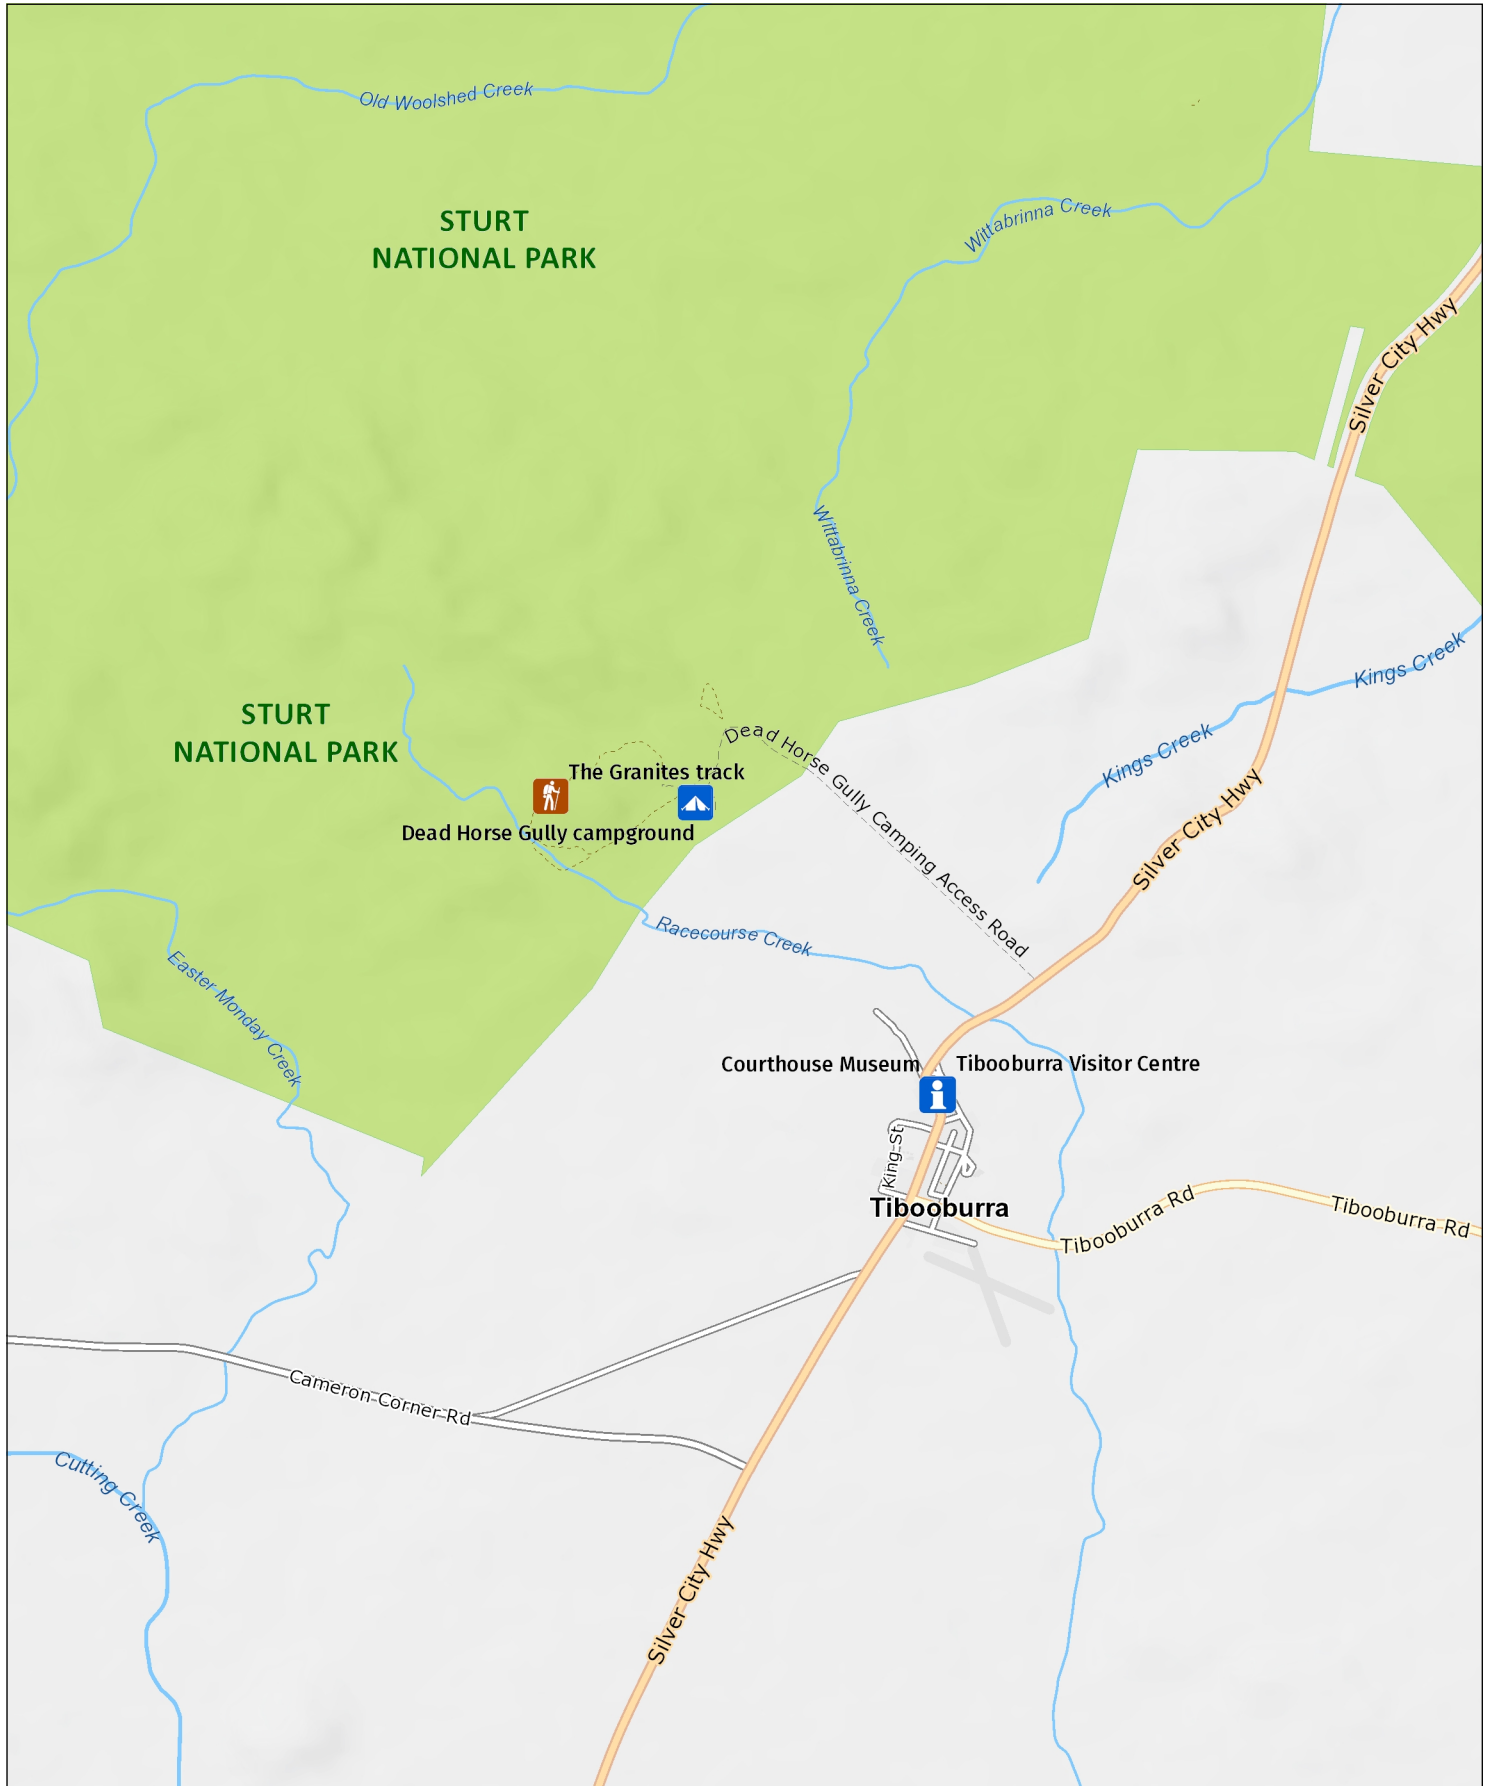 Old Woolshed Creek
STURT
NATIONAL PARK
Wittabrinna Creek
Silver City Hwy
Wittabrinna Creek
Kings Creek
STURT
NATIONAL PARK
Kings Creek
Dead Horse Gully Camping Access Road
The Granites track
Silver City Hwy
Dead Horse Gully campground
Racecourse Creek
Easter Monday Creek
Courthouse Museum
Tibooburra Visitor Centre
King St
Tibooburra
Tibooburra Rd
Tibooburra Rd
Cameron Corner Rd
Cutting Creek
Silver City Hwy